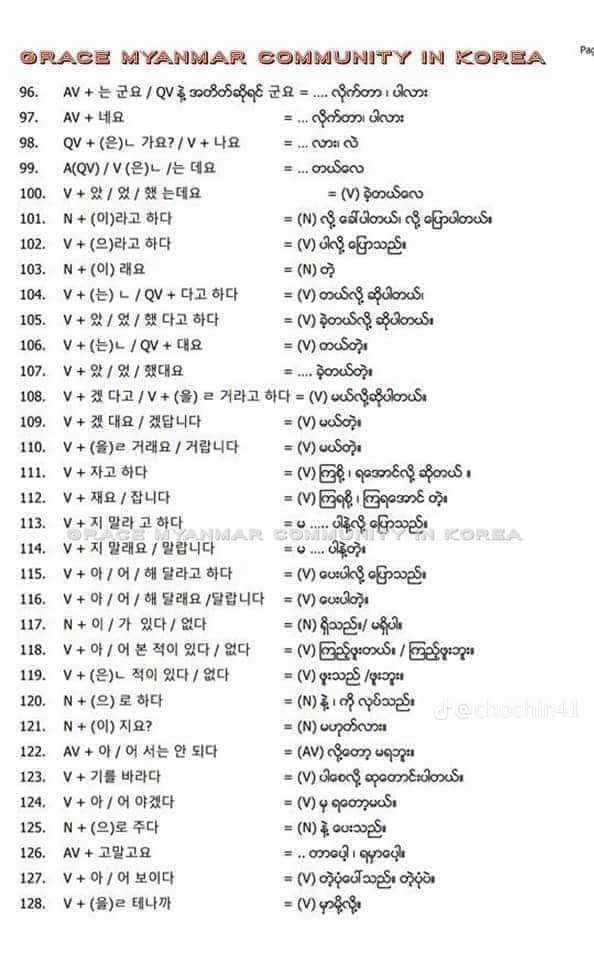 GRACE MYANMAR COMMUNITY IN KOREA
Pag
96. AV + 는 군요 / QV နဲ့ အတိတ်ဆိုရင် 군요 = .... လိုက်တာ ၊ ပါလား
97. AV + 네요 = ... လိုက်တာ၊ ပါလား
98. QV + (은)ㄴ 가요? / V + 나요 = ... လား၊ လဲ
99. A(QV) / V (은)ㄴ /는 데요 = ... တယ်လေ
100. V + 았 / 었 / 했 는데요 = (V) ခဲ့တယ်လေ
101. N + (이)라고 하다 = (N) လို့ ခေါ်ပါတယ်၊ လို့ ပြောပါတယ်။
102. V + (으)라고 하다 = (V) ပါလို့ ပြောသည်။
103. N + (이) 래요 = (N) တဲ့
104. V + (는) ㄴ / QV + 다고 하다 = (V) တယ်လို့ ဆိုပါတယ်၊
105. V + 았 / 었 / 했 다고 하다 = (V) ခဲ့တယ်လို့ ဆိုပါတယ်။
106. V + (는)ㄴ / QV + 대요 = (V) တယ်တဲ့။
107. V + 았 / 었 / 했대요 = .... ခဲ့တယ်တဲ့။
108. V + 겠 다고 / V + (을) ㄹ 거라고 하다 = (V) မယ်လို့ဆိုပါတယ်။
109. V + 겠 대요 / 겠답니다 = (V) မယ်တဲ့။
110. V + (을)ㄹ 거래요 / 거랍니다 = (V) မယ်တဲ့။
111. V + 자고 하다 = (V) ကြစို့ ၊ ရအောင်လို့ ဆိုတယ် ။
112. V + 재요 / 잡니다 = (V) ကြရစို့ ၊ ကြရအောင် တဲ့။
113. V + 지 말라 고 하다 = မ ..... ပါနဲ့လို့ ပြောသည်။
GRACE MYANMAR COMMUNITY IN KOREA
114. V + 지 말래요 / 말랍니다 = မ .... ပါနဲ့တဲ့။
115. V + 아 / 어 / 해 달라고 하다 = (V) ပေးပါလို့ ပြောသည်။
116. V + 아 / 어 / 해 달래요 /달랍니다 = (V) ပေးပါတဲ့။
117. N + 이 / 가 있다 / 없다 = (N) ရှိသည်။/ မရှိပါ။
118. V + 아 / 어 본 적이 있다 / 없다 = (V) ကြည့်ဖူးတယ်။ / ကြည့်ဖူးဘူး။
119. V + (은)ㄴ 적이 있다 / 없다 = (V) ဖူးသည် /ဖူးဘူး။
120. N + (으) 로 하다 = (N) နဲ့ ၊ ကို လုပ်သည်။
@chochin41
121. N + (이) 지요? = (N) မဟုတ်လား။
122. AV + 아 / 어 서는 안 되다 = (AV) လို့တော့ မရဘူး။
123. V + 기를 바라다 = (V) ပါစေလို့ ဆုတောင်းပါတယ်။
124. V + 아 / 어 야겠다 = (V) မှ ရတော့မယ်။
125. N + (으)로 주다 = (N) နဲ့ ပေးသည်။
126. AV + 고말고요 = .. တာပေါ့ ၊ ရမှာပေါ့။
127. V + 아 / 어 보이다 = (V) တဲ့ပုံပေါ်သည်။ တဲ့ပုံပဲ။
128. V + (을)ㄹ 테니까 = (V) မှာမို့လို့။